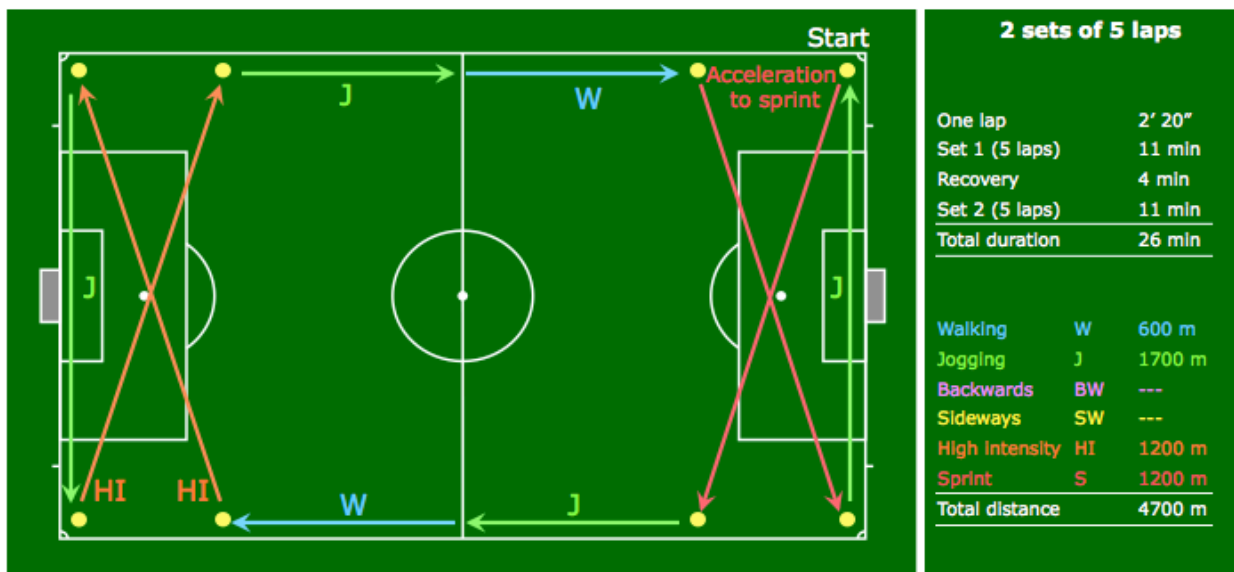 Start
J
W
Acceleration
to sprint
J
J
HI
HI
W
J
2 sets of 5 laps
One lap 2’ 20”
Set 1 (5 laps) 11 min
Recovery 4 min
Set 2 (5 laps) 11 min
Total duration 26 min
Walking W 600 m
Jogging J 1700 m
Backwards BW ---
Sideways SW ---
High intensity HI 1200 m
Sprint S 1200 m
Total distance 4700 m